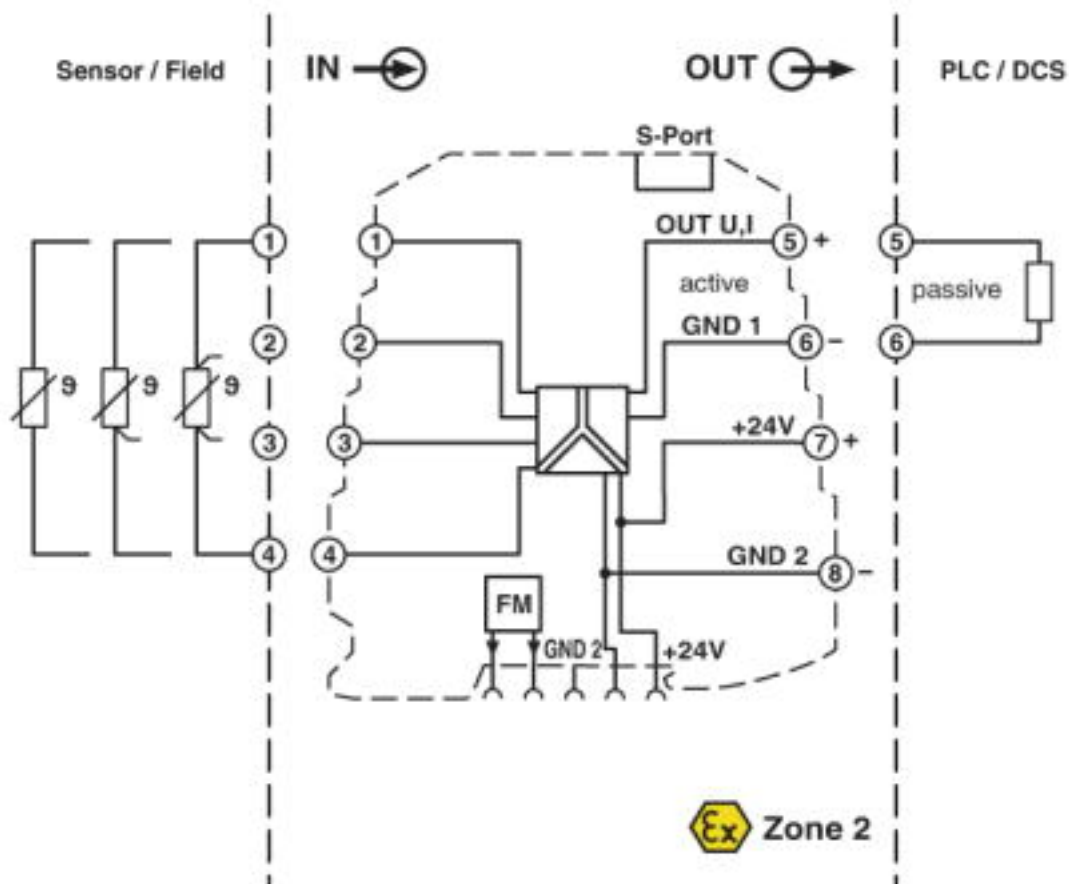 Sensor / Field
IN
OUT
PLC / DCS
S-Port
1
1
OUT U,I
5
+
5
active
passive
2
2
GND 1
6
–
6
ϑ
ϑ
ϑ
3
3
+24V
7
+
4
4
GND 2
8
–
FM
GND 2
+24V
Ex
Zone 2